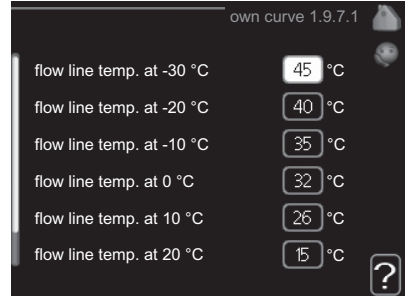 own curve 1.9.7.1
flow line temp. at -30 °C 45 °C
flow line temp. at -20 °C 40 °C
flow line temp. at -10 °C 35 °C
flow line temp. at 0 °C 32 °C
flow line temp. at 10 °C 26 °C
flow line temp. at 20 °C 15 °C
?